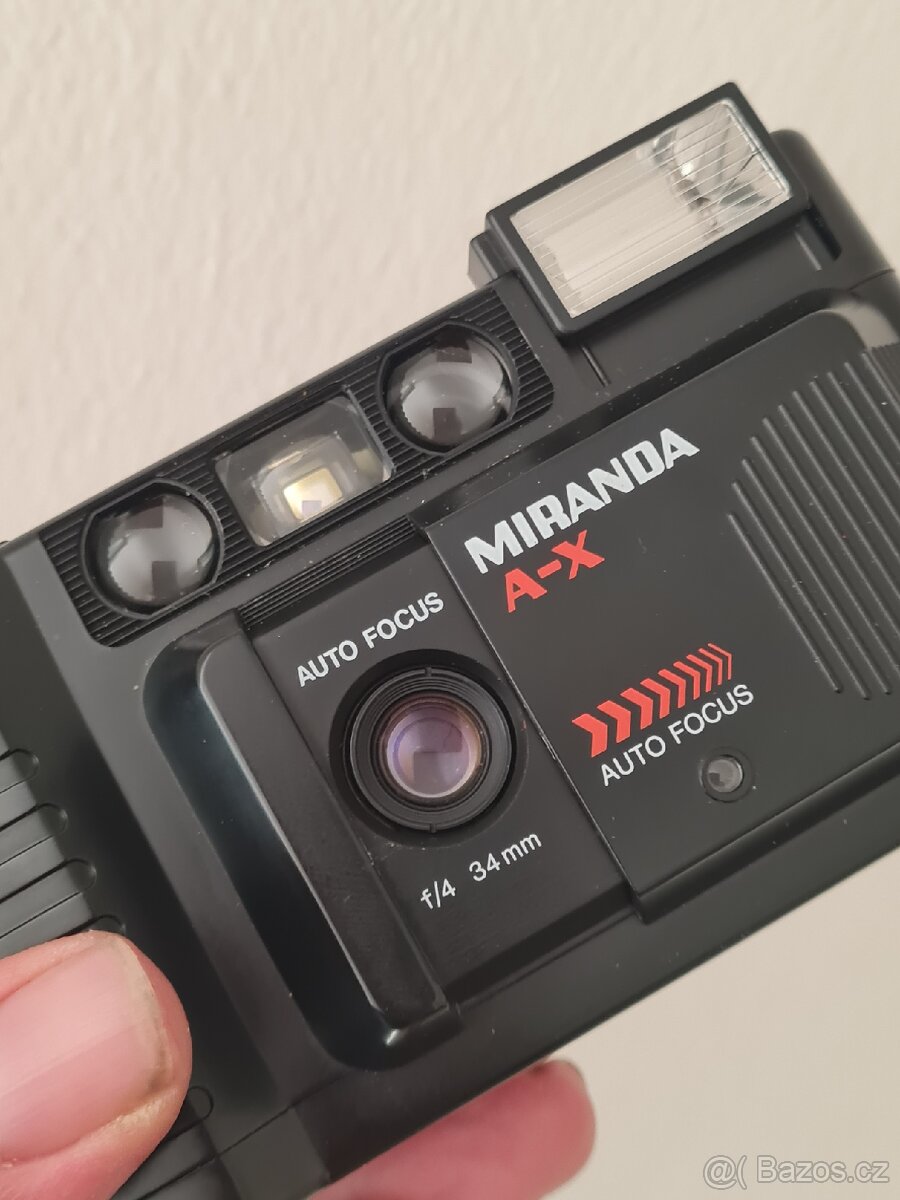 MIRANDA
A-X
AUTO FOCUS
AUTO FOCUS
f/4 34mm
@( Bazos.cz